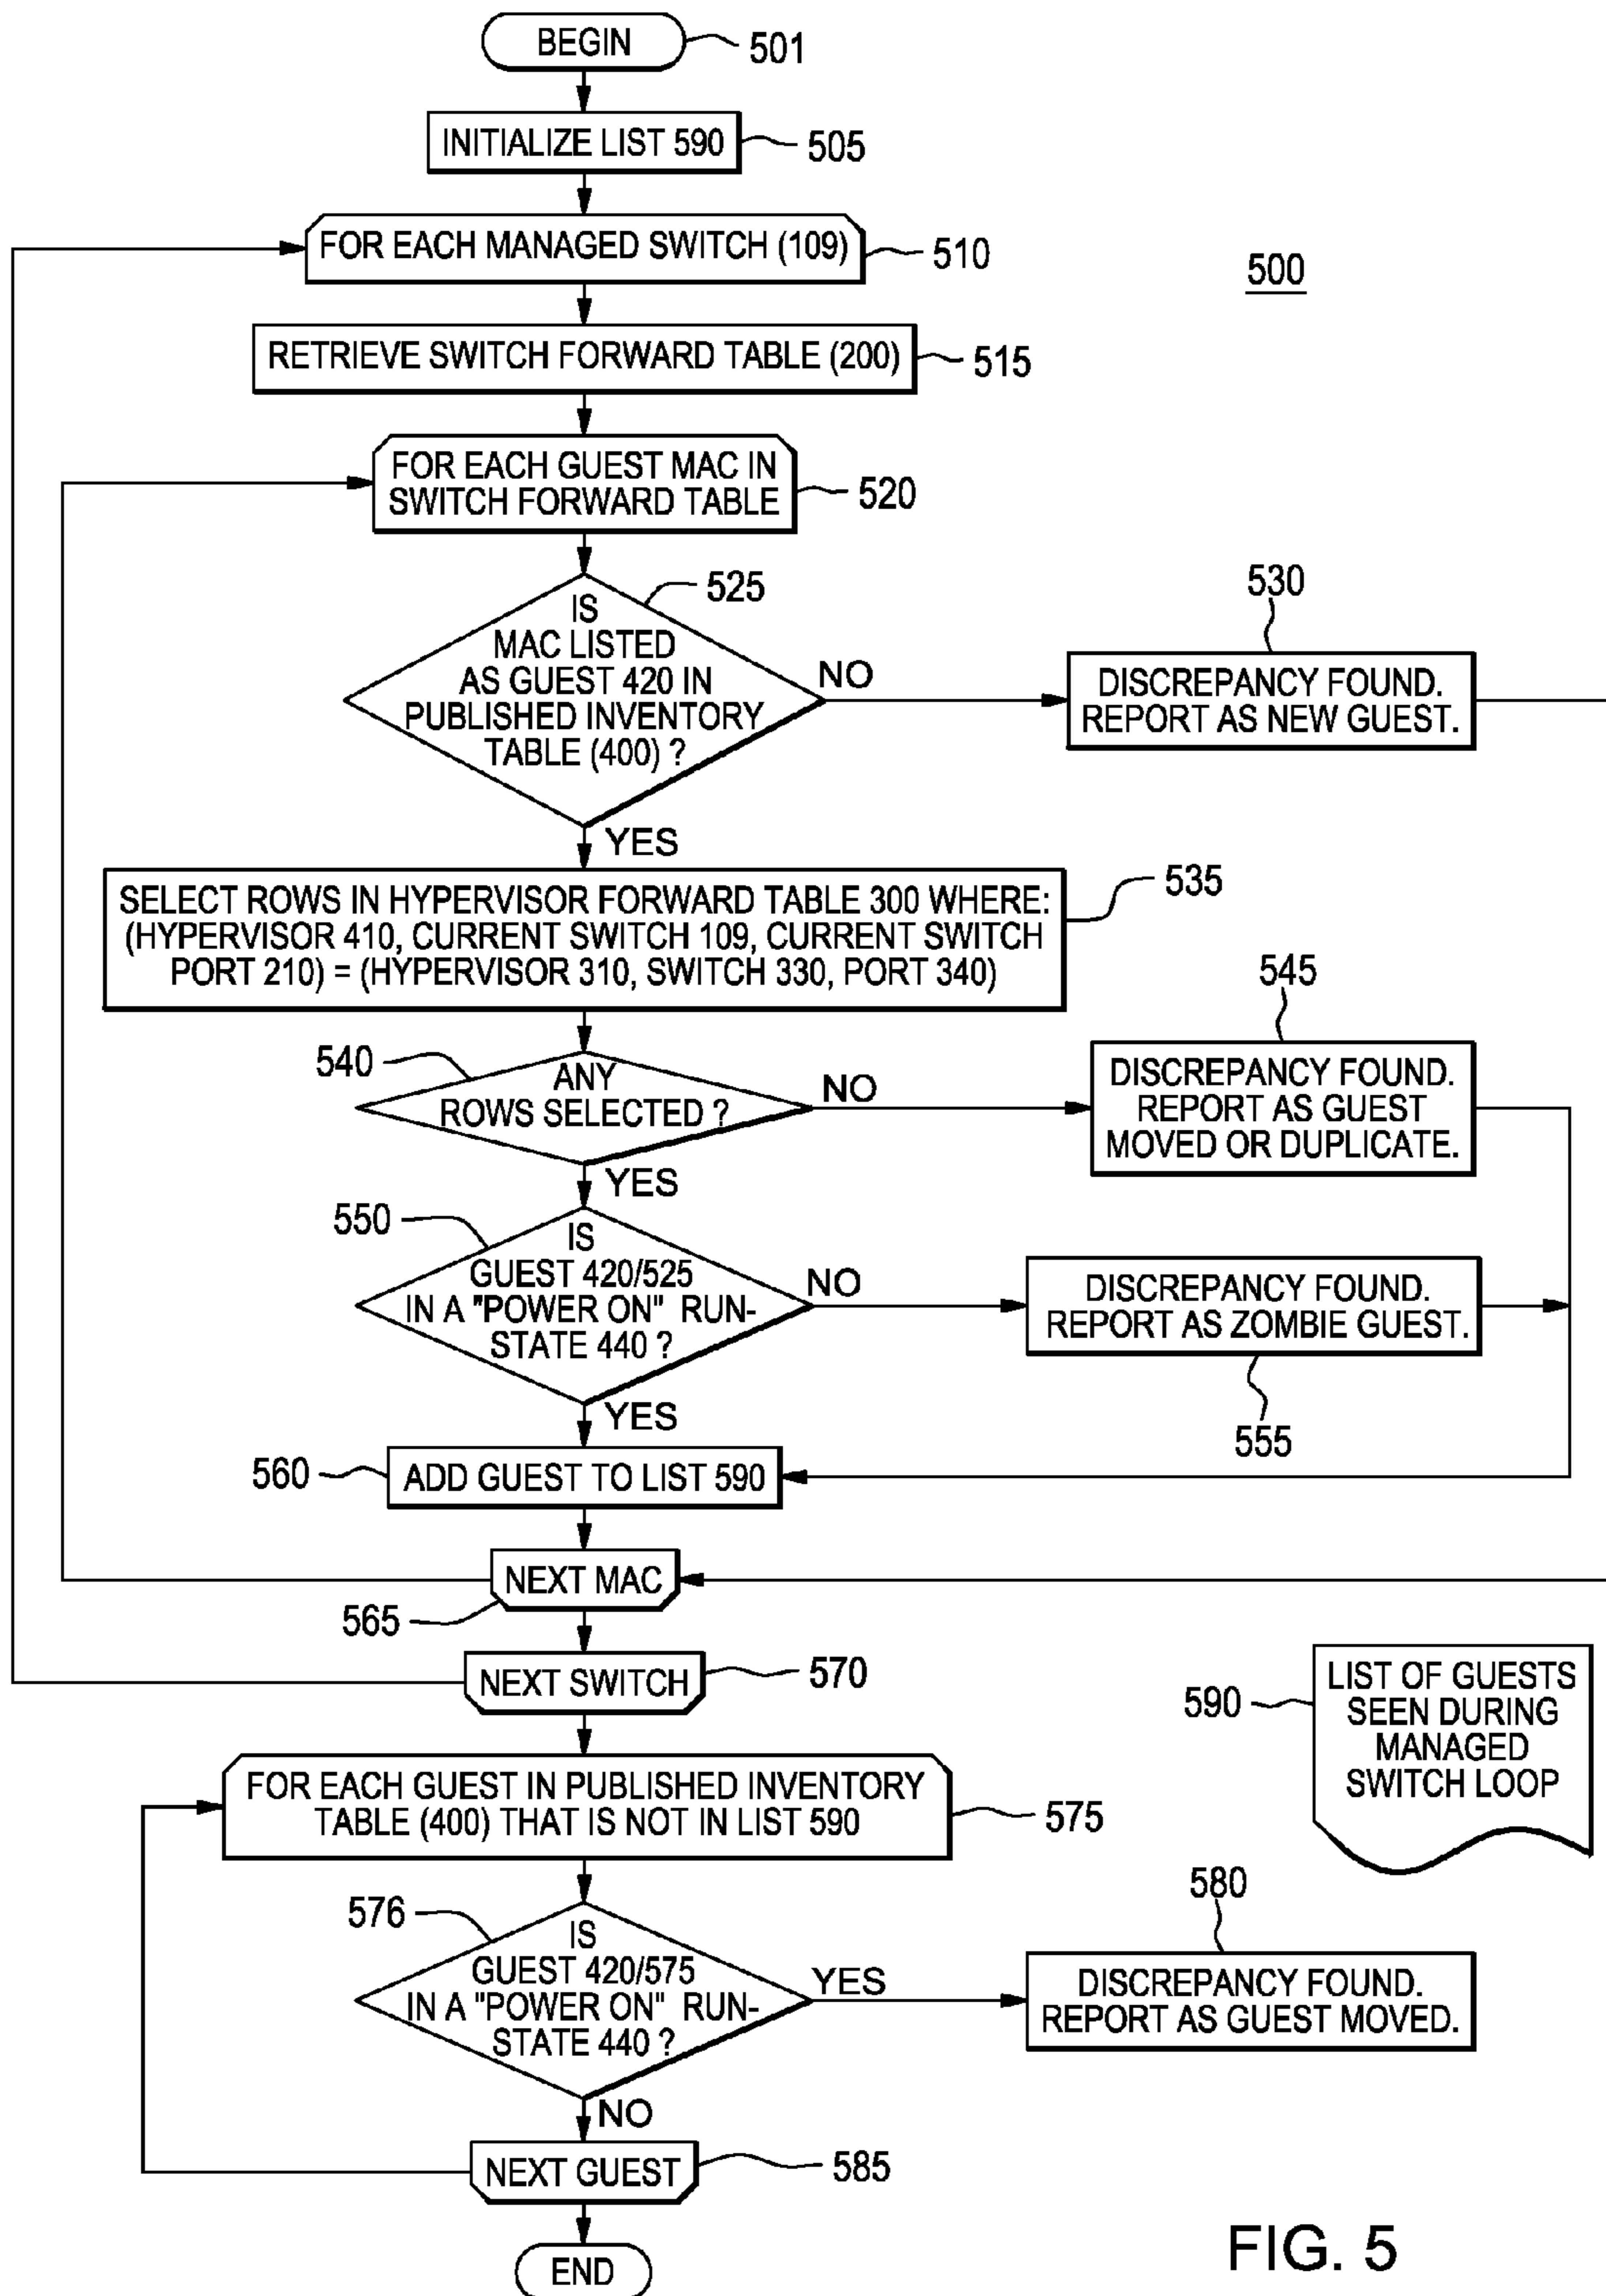 BEGIN
501
INITIALIZE LIST 590
505
FOR EACH MANAGED SWITCH (109)
510
500
RETRIEVE SWITCH FORWARD TABLE (200)
515
FOR EACH GUEST MAC IN
SWITCH FORWARD TABLE
520
525
IS
MAC LISTED
AS GUEST 420 IN
PUBLISHED INVENTORY
TABLE (400) ?
NO
530
DISCREPANCY FOUND.
REPORT AS NEW GUEST.
YES
SELECT ROWS IN HYPERVISOR FORWARD TABLE 300 WHERE:
(HYPERVISOR 410, CURRENT SWITCH 109, CURRENT SWITCH
PORT 210) = (HYPERVISOR 310, SWITCH 330, PORT 340)
535
540
ANY
ROWS SELECTED ?
NO
545
DISCREPANCY FOUND.
REPORT AS GUEST
MOVED OR DUPLICATE.
YES
550
IS
GUEST 420/525
IN A "POWER ON" RUN-
STATE 440 ?
NO
DISCREPANCY FOUND.
REPORT AS ZOMBIE GUEST.
555
YES
560
ADD GUEST TO LIST 590
NEXT MAC
565
NEXT SWITCH
570
590
LIST OF GUESTS
SEEN DURING
MANAGED
SWITCH LOOP
FOR EACH GUEST IN PUBLISHED INVENTORY
TABLE (400) THAT IS NOT IN LIST 590
575
576
IS
GUEST 420/575
IN A "POWER ON" RUN-
STATE 440 ?
YES
580
DISCREPANCY FOUND.
REPORT AS GUEST MOVED.
NO
NEXT GUEST
585
END
FIG. 5